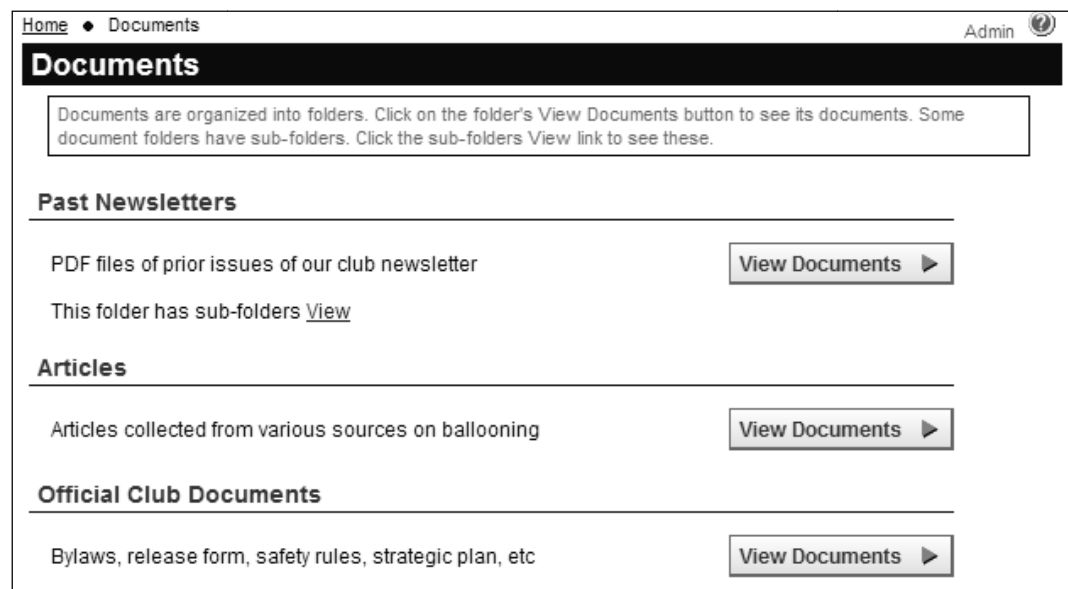 Home ● Documents
Admin
Documents
Documents are organized into folders. Click on the folder's View Documents button to see its documents. Some
document folders have sub-folders. Click the sub-folders View link to see these.
Past Newsletters
PDF files of prior issues of our club newsletter
View Documents
This folder has sub-folders View
Articles
Articles collected from various sources on ballooning
View Documents
Official Club Documents
Bylaws, release form, safety rules, strategic plan, etc
View Documents